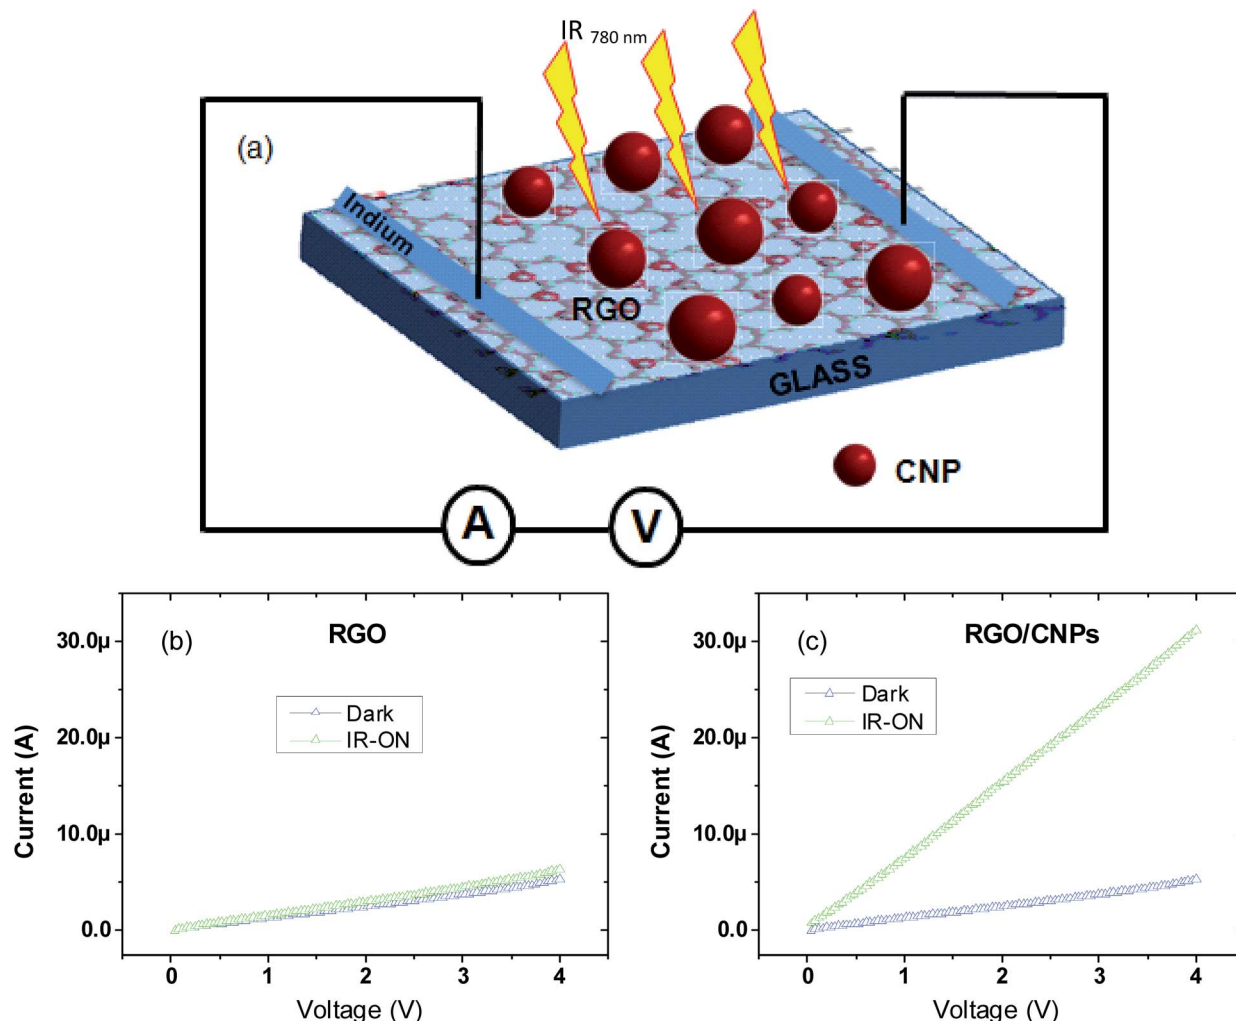 IR 780 nm
(a)
Indium
RGO
GLASS
CNP
A
V
(b)
RGO
30.0µ
Dark
IR-ON
20.0µ
Current (A)
10.0µ
0.0
0
1
2
3
4
Voltage (V)
(c)
RGO/CNPs
30.0µ
Dark
IR-ON
20.0µ
Current (A)
10.0µ
0.0
0
1
2
3
4
Voltage (V)